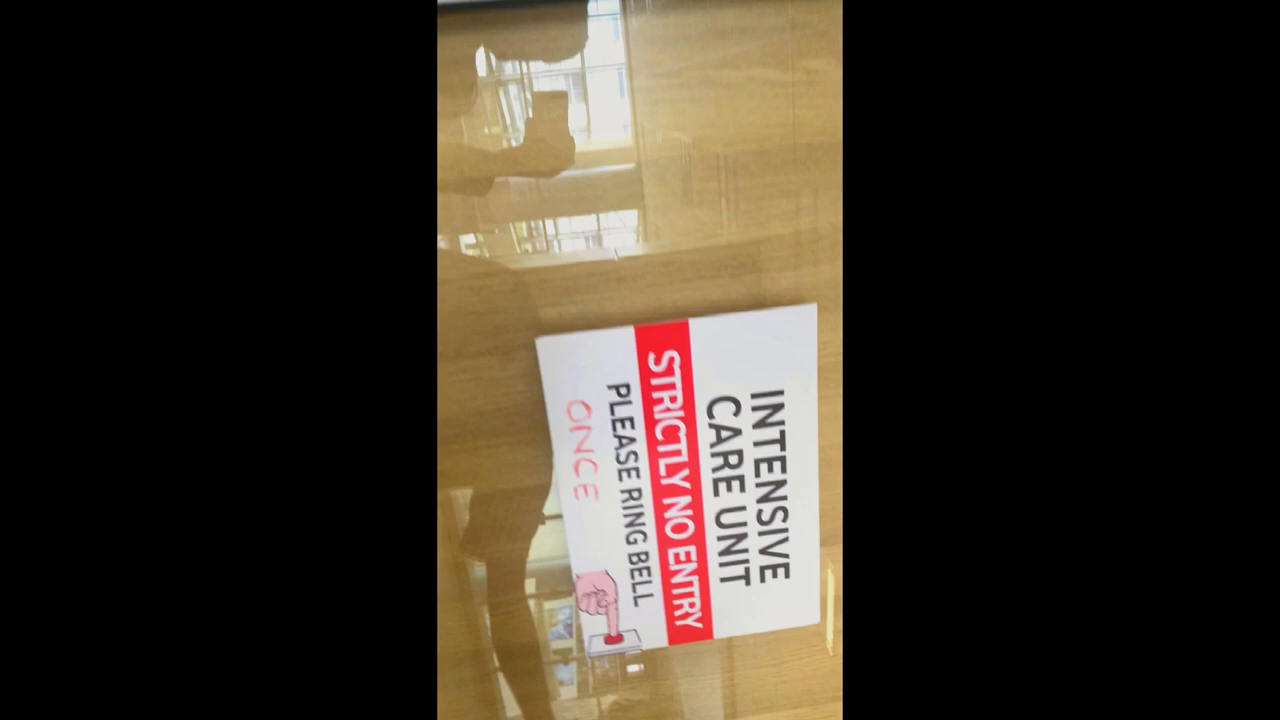 INTENSIVE
CARE UNIT
STRICTLY NO ENTRY
PLEASE RING BELL
ONCE